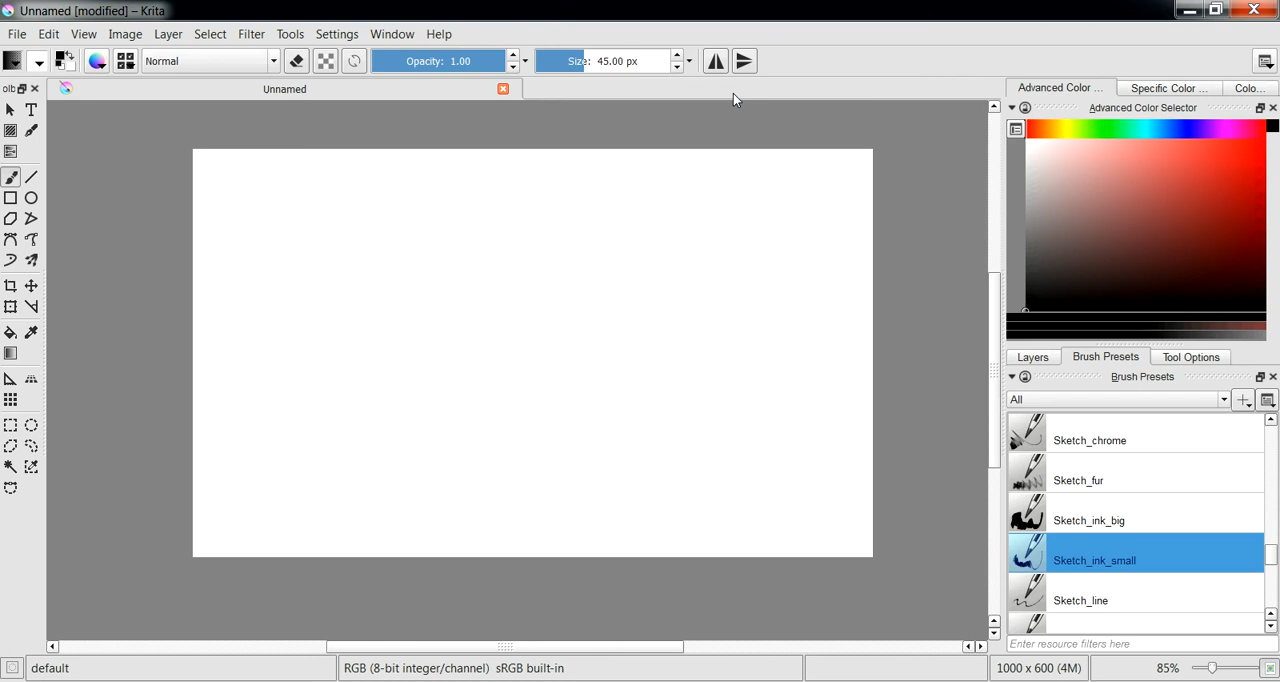 Unnamed [modified] – Krita
File Edit View Image Layer Select Filter Tools Settings Window Help
Normal Opacity: 1.00 Size: 45.00 px
olb Unnamed Advanced Color ... Specific Color ... Colo...
Advanced Color Selector
Layers Brush Presets Tool Options
Brush Presets
All
Sketch_chrome
Sketch_fur
Sketch_ink_big
Sketch_ink_small
Sketch_line
Enter resource filters here
default RGB (8-bit integer/channel) sRGB built-in 1000 x 600 (4M) 85%